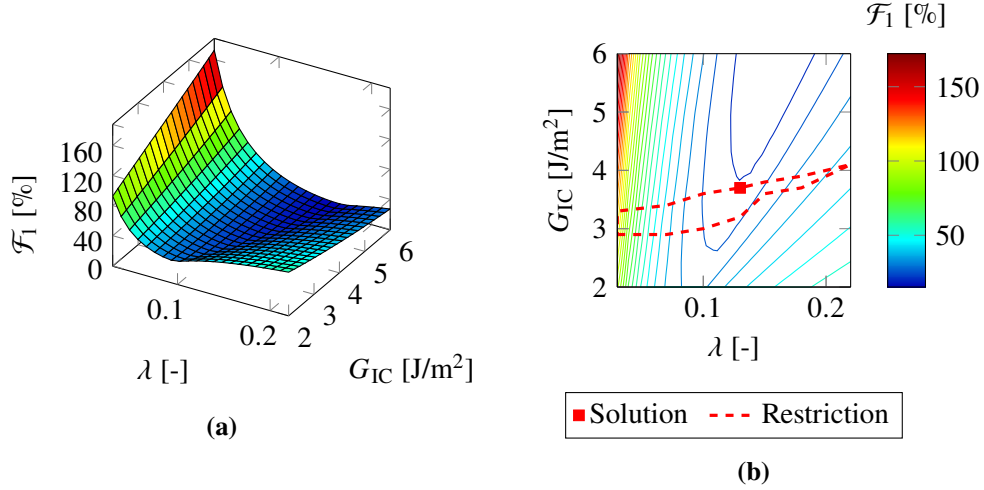 160
120
80
40
0
F₁ [%]
0.1
0.2
λ [-]
2
3
4
5
6
G_IC [J/m²]
(a)
F₁ [%]
6
5
4
3
2
G_IC [J/m²]
0.1
0.2
λ [-]
150
100
50
Solution Restriction
(b)